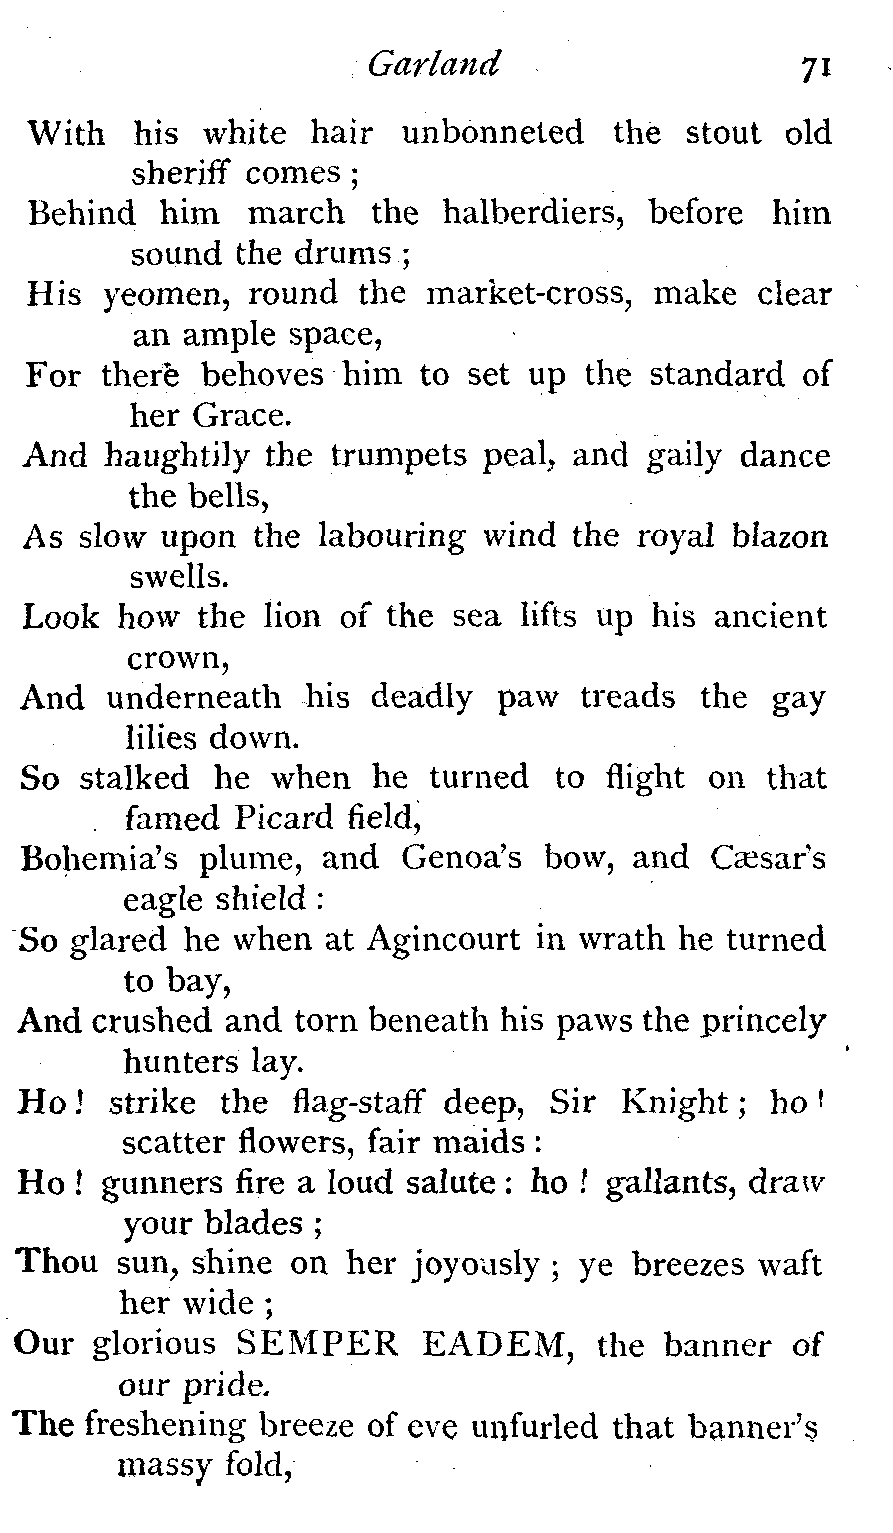 Garland 71
With his white hair unbonneted the stout old
sheriff comes ;
Behind him march the halberdiers, before him
sound the drums ;
His yeomen, round the market-cross, make clear
an ample space,
For there behoves him to set up the standard of
her Grace.
And haughtily the trumpets peal, and gaily dance
the bells,
As slow upon the labouring wind the royal blazon
swells.
Look how the lion of the sea lifts up his ancient
crown,
And underneath his deadly paw treads the gay
lilies down.
So stalked he when he turned to flight on that
famed Picard field,
Bohemia's plume, and Genoa's bow, and Cæsar's
eagle shield :
So glared he when at Agincourt in wrath he turned
to bay,
And crushed and torn beneath his paws the princely
hunters lay.
Ho ! strike the flag-staff deep, Sir Knight ; ho !
scatter flowers, fair maids :
Ho ! gunners fire a loud salute : ho ! gallants, draw
your blades ;
Thou sun, shine on her joyously ; ye breezes waft
her wide ;
Our glorious SEMPER EADEM, the banner of
our pride.
The freshening breeze of eve unfurled that banner's
massy fold,